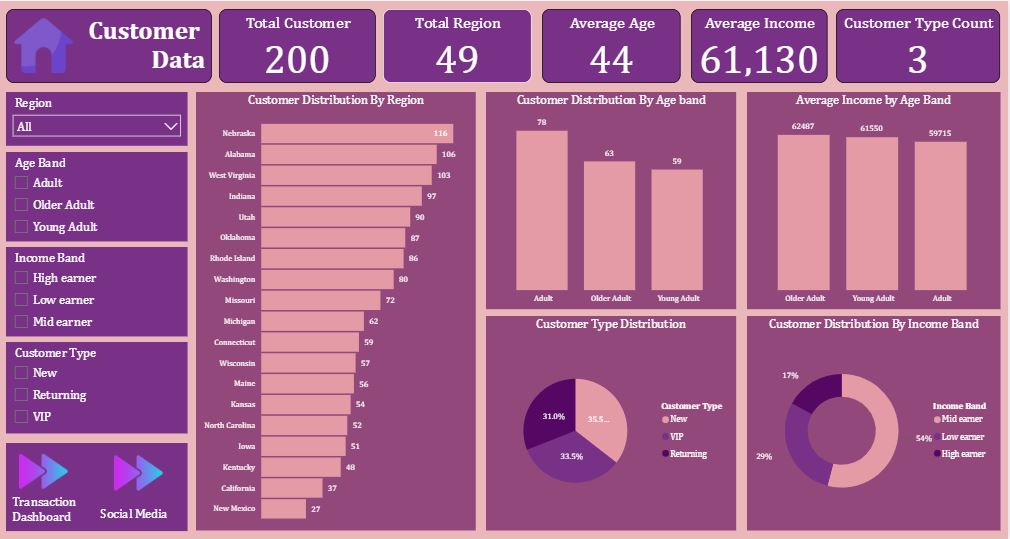 Customer
Data
Total Customer
200
Total Region
49
Average Age
44
Average Income
61,130
Customer Type Count
3
Region
All
Age Band
Adult
Older Adult
Young Adult
Income Band
High earner
Low earner
Mid earner
Customer Type
New
Returning
VIP
Transaction
Dashboard
Social Media
Customer Distribution By Region
Nebraska 116
Alabama 106
West Virginia 103
Indiana 97
Utah 90
Oklahoma 87
Rhode Island 86
Washington 80
Missouri 72
Michigan 62
Connecticut 59
Wisconsin 57
Maine 56
Kansas 54
North Carolina 52
Iowa 51
Kentucky 48
California 37
New Mexico 27
Customer Distribution By Age band
78
63
59
Adult Older Adult Young Adult
Average Income by Age Band
62487
61550
59715
Older Adult Young Adult Adult
Customer Type Distribution
31.0%
35.5...
33.5%
Customer Type
New
VIP
Returning
Customer Distribution By Income Band
17%
54%
29%
Income Band
Mid earner
Low earner
High earner